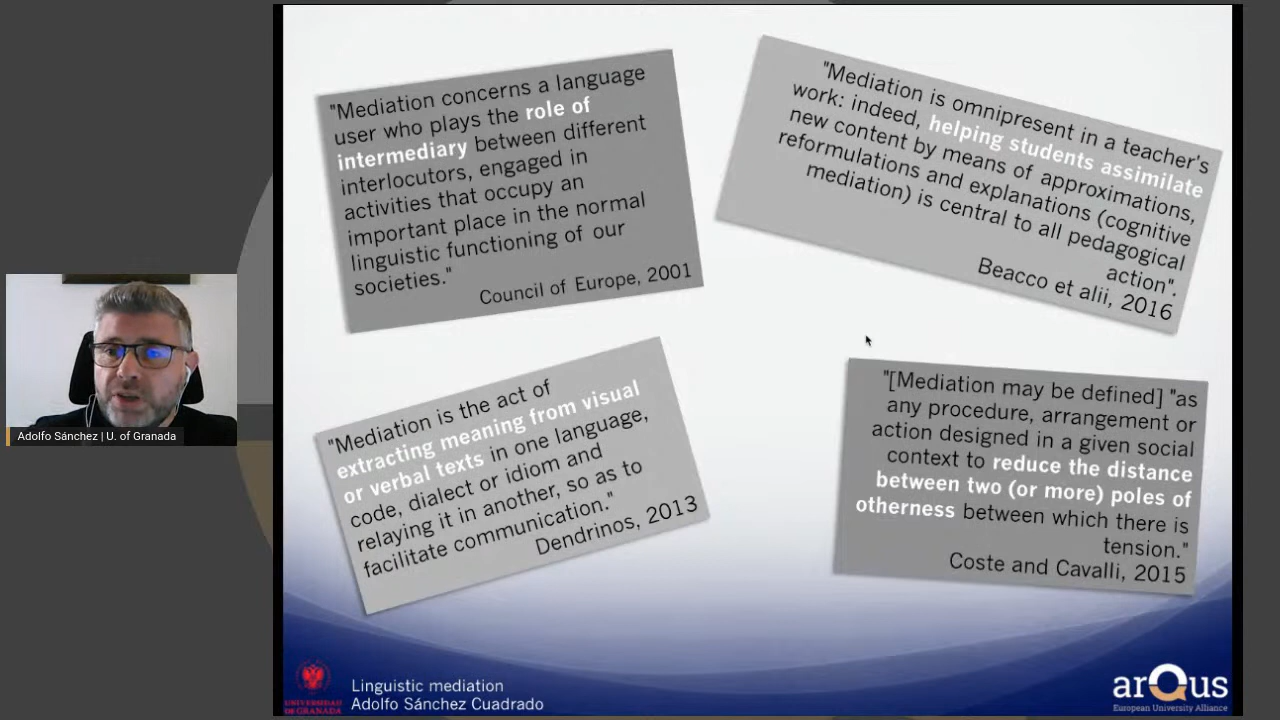 "Mediation concerns a language
user who plays the role of
intermediary between different
interlocutors, engaged in
activities that occupy an
important place in the normal
linguistic functioning of our
societies."
Council of Europe, 2001
"Mediation is omnipresent in a teacher's
work: indeed, helping students assimilate
new content by means of approximations,
reformulations and explanations (cognitive
mediation) is central to all pedagogical
action".
Beacco et alii, 2016
"Mediation is the act of
extracting meaning from visual
or verbal texts in one language,
code, dialect or idiom and
relaying it in another, so as to
facilitate communication."
Dendrinos, 2013
"[Mediation may be defined] "as
any procedure, arrangement or
action designed in a given social
context to reduce the distance
between two (or more) poles of
otherness between which there is
tension."
Coste and Cavalli, 2015
Adolfo Sánchez | U. of Granada
UNIVERSIDAD
DE GRANADA
Linguistic mediation
Adolfo Sánchez Cuadrado
arQus
European University Alliance